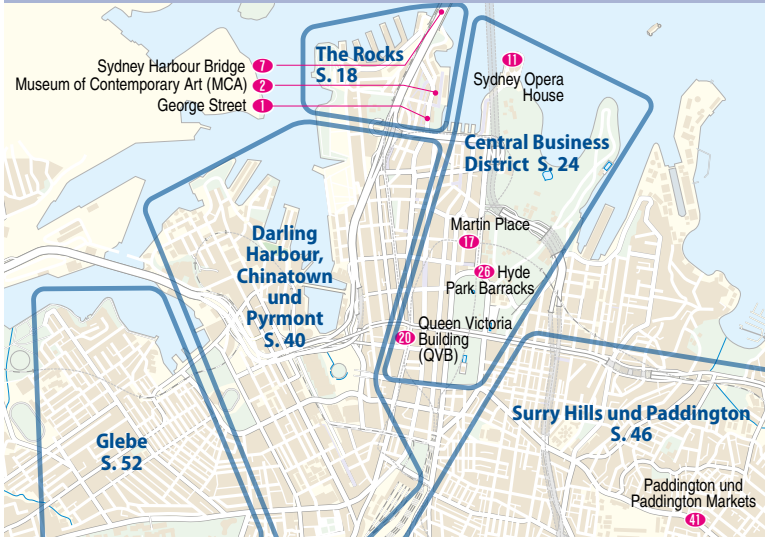 The Rocks
S. 18
Sydney Harbour Bridge 7
Museum of Contemporary Art (MCA) 2
George Street 1
11
Sydney Opera
House
Central Business
District S. 24
Darling
Harbour,
Chinatown
und
Pyrmont
S. 40
Martin Place
17
26 Hyde
Park Barracks
Queen Victoria
20 Building
(QVB)
Glebe
S. 52
Surry Hills und Paddington
S. 46
Paddington und
Paddington Markets
41